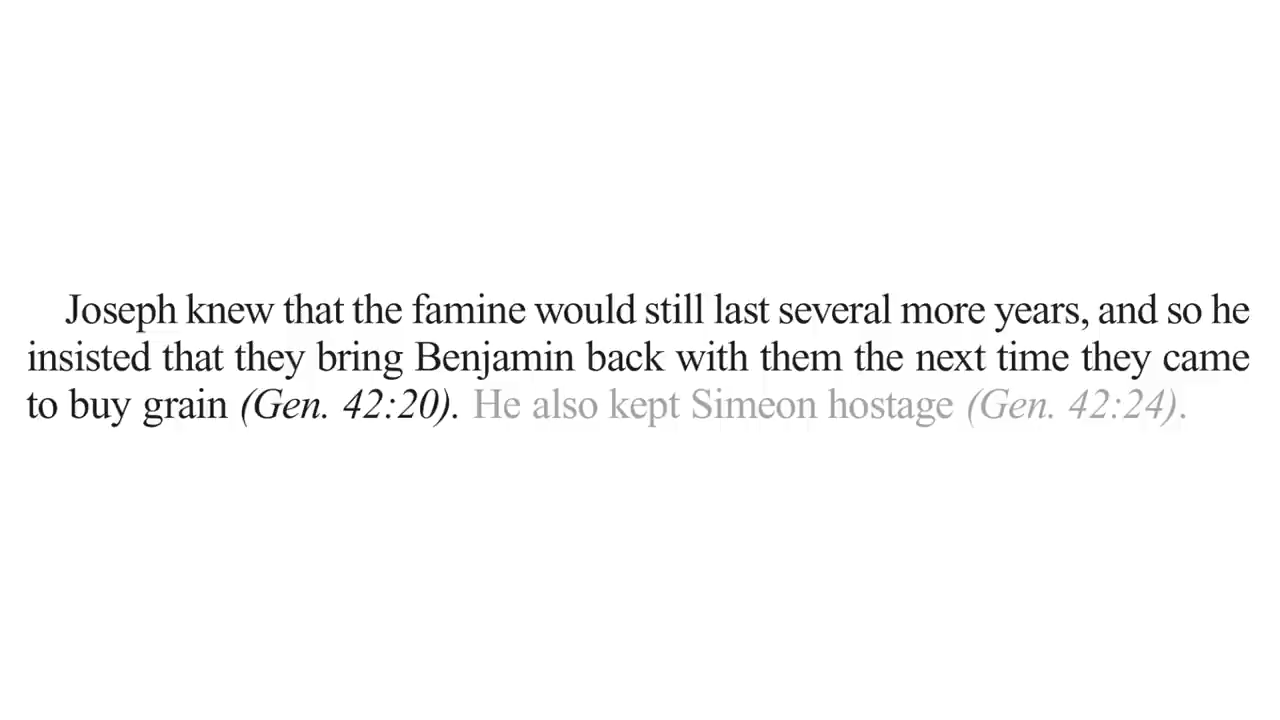 Joseph knew that the famine would still last several more years, and so he
insisted that they bring Benjamin back with them the next time they came
to buy grain (Gen. 42:20). He also kept Simeon hostage (Gen. 42:24).